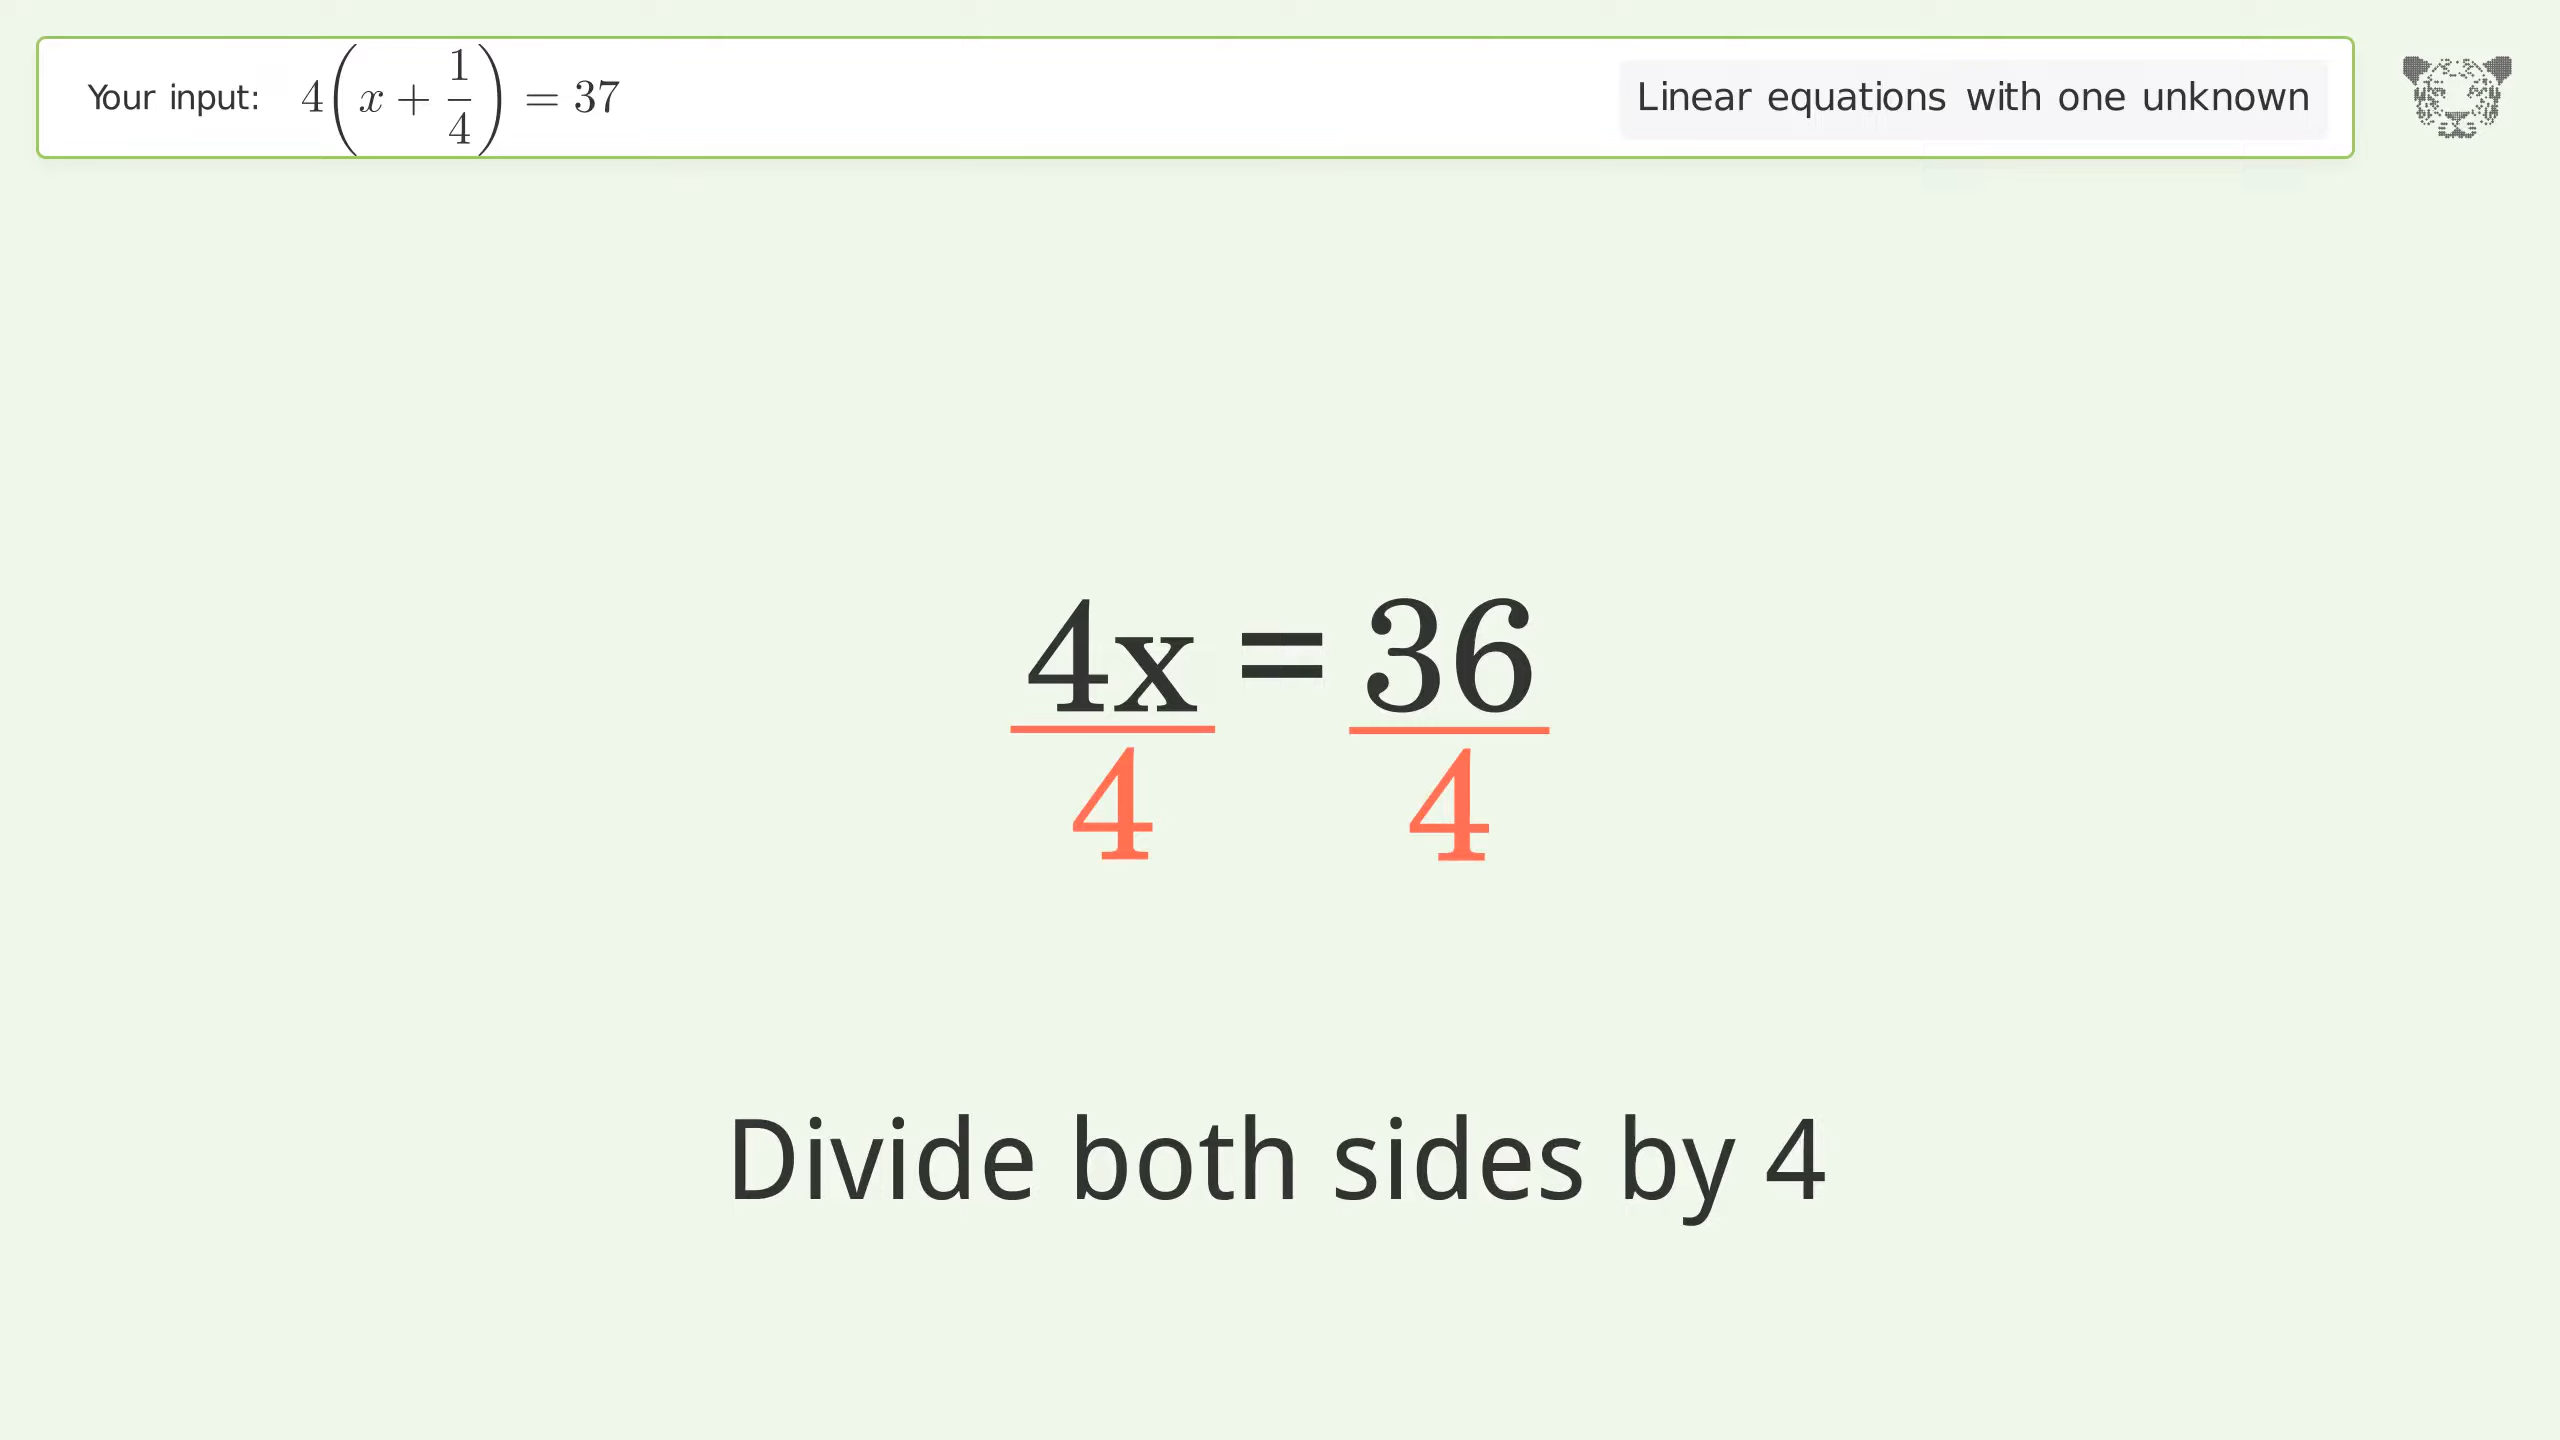 Your input: 4(x + 1/4) = 37
Linear equations with one unknown
4x/4 = 36/4
Divide both sides by 4